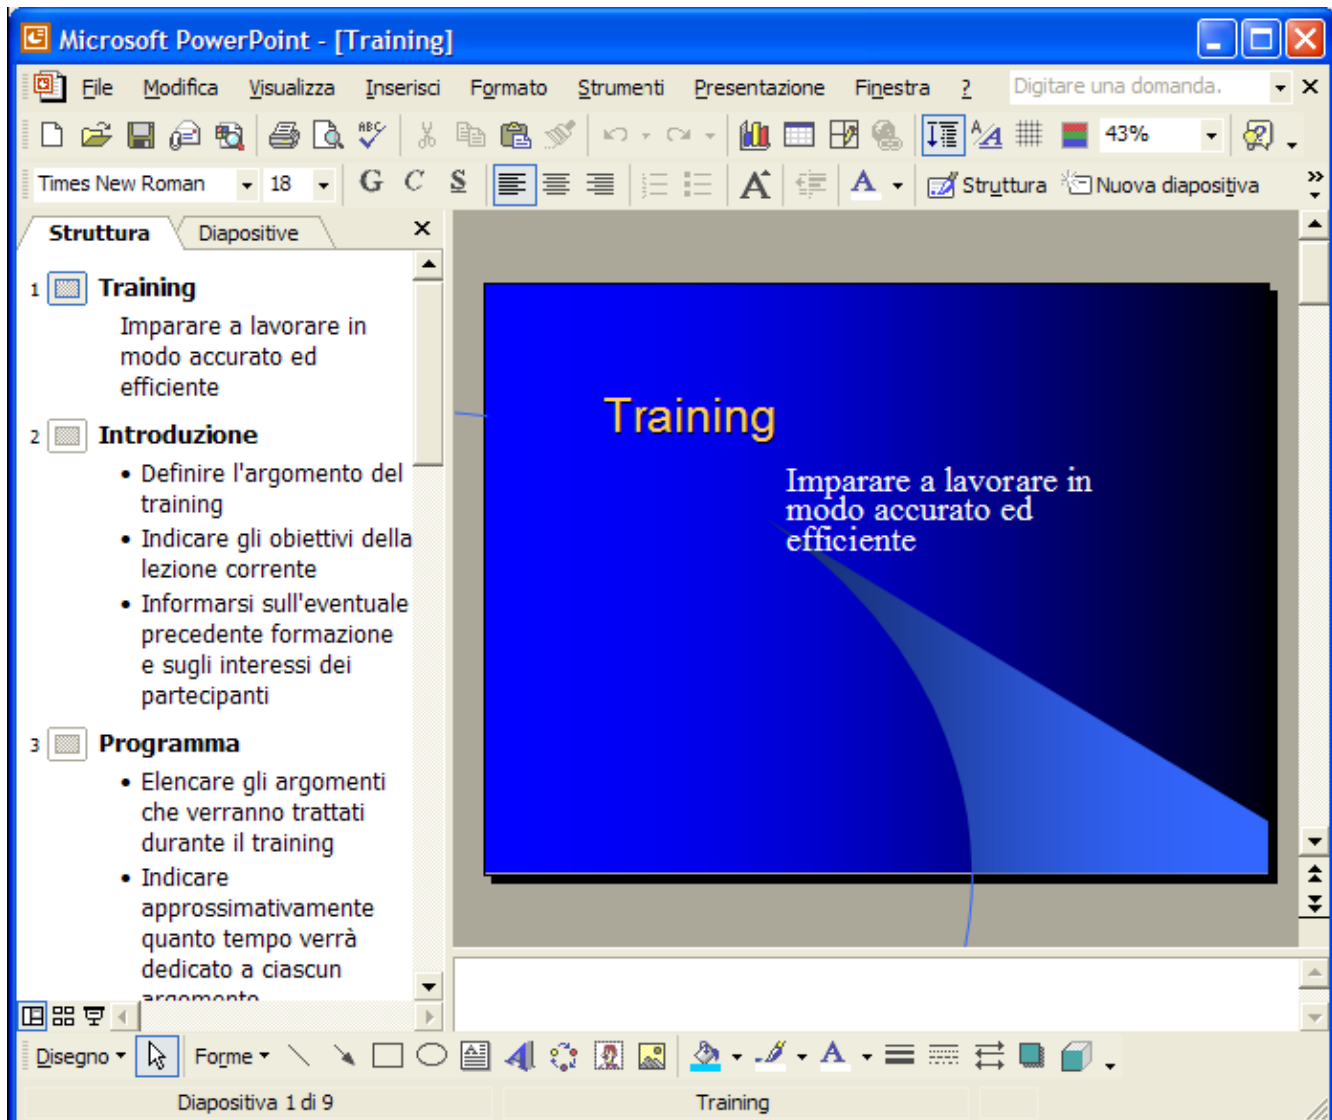 Microsoft PowerPoint - [Training]
File Modifica Visualizza Inserisci Formato Strumenti Presentazione Finestra ? Digitare una domanda.
ABC A A 43%
Times New Roman 18 G C S A A Struttura Nuova diapositiva
Struttura Diapositive
1 Training
Imparare a lavorare in
modo accurato ed
efficiente
2 Introduzione
• Definire l'argomento del
training
• Indicare gli obiettivi della
lezione corrente
• Informarsi sull'eventuale
precedente formazione
e sugli interessi dei
partecipanti
3 Programma
• Elencare gli argomenti
che verranno trattati
durante il training
• Indicare
approssimativamente
quanto tempo verrà
dedicato a ciascun
argomento
Training
Imparare a lavorare in
modo accurato ed
efficiente
Disegno Forme A A
Diapositiva 1 di 9 Training